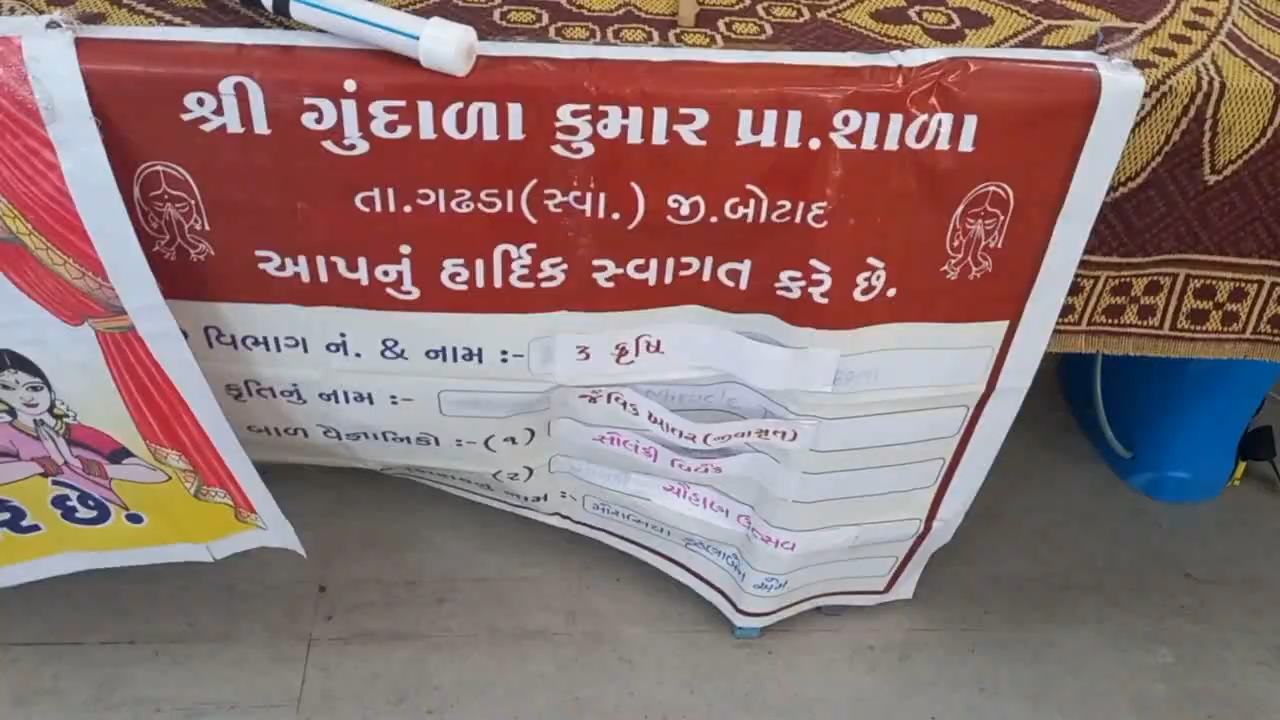 શ્રી ગુંદાળા કુમાર પ્રા.શાળા
તા.ગઢડા(સ્વા.) જી.બોટાદ
આપનું હાર્દિક સ્વાગત કરે છે.
વિભાગ નં. & નામ :- ૩ કૃષિ
કૃતિનું નામ :- જૈવિક ખાતર (જીવામૃત)
બાળ વૈજ્ઞાનિકો :- (૧) સોલંકી
(૨) ચૌહાણ ઉત્સવ
નામ :-
છે.